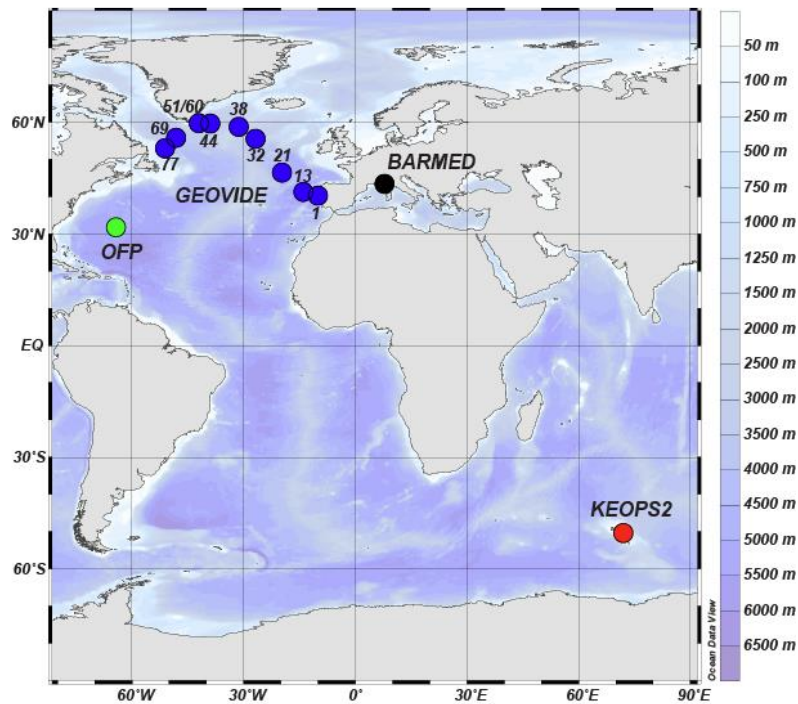 51/60
38
69
44
32
77
21
13
1
GEOVIDE
BARMED
OFP
KEOPS2
60°N
30°N
EQ
30°S
60°S
60°W
30°W
0°
30°E
60°E
90°E
50 m
100 m
250 m
500 m
750 m
1000 m
1250 m
1500 m
2000 m
2500 m
3000 m
3500 m
4000 m
4500 m
5000 m
5500 m
6000 m
6500 m
Ocean Data View